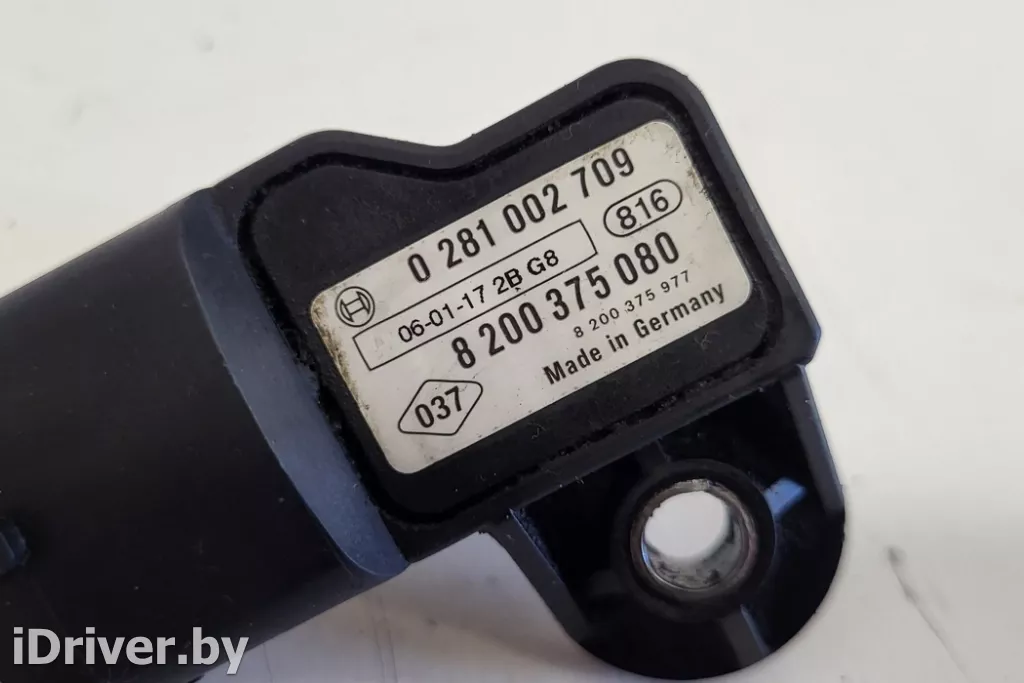 0 281 002 709
816
06-01-17 2B G8
8 200 375 080
8 200 375 977
037
Made in Germany
iDriver.by